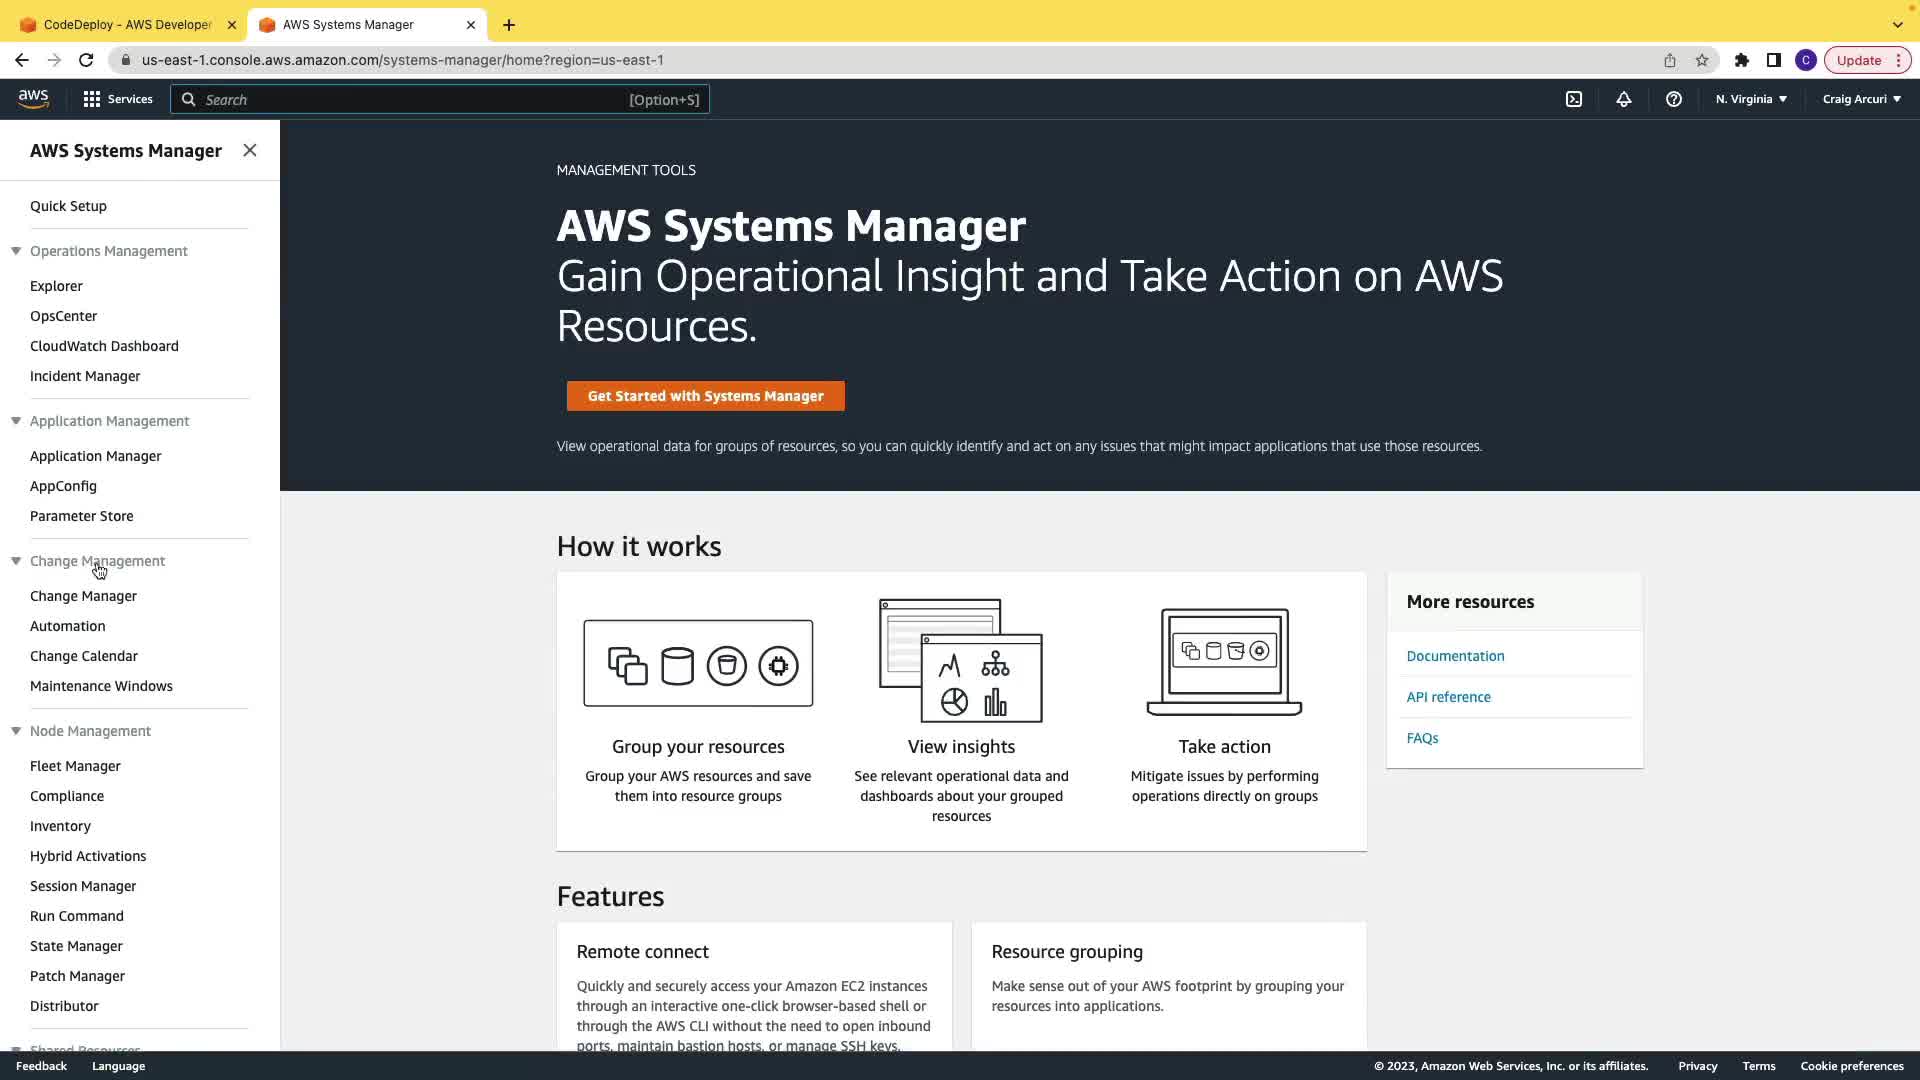 CodeDeploy - AWS Developer
AWS Systems Manager
us-east-1.console.aws.amazon.com/systems-manager/home?region=us-east-1
C
Update
aws
Services
Search
[Option+S]
N. Virginia
Craig Arcuri
AWS Systems Manager
Quick Setup
Operations Management
Explorer
OpsCenter
CloudWatch Dashboard
Incident Manager
Application Management
Application Manager
AppConfig
Parameter Store
Change Management
Change Manager
Automation
Change Calendar
Maintenance Windows
Node Management
Fleet Manager
Compliance
Inventory
Hybrid Activations
Session Manager
Run Command
State Manager
Patch Manager
Distributor
Shared Resources
MANAGEMENT TOOLS
AWS Systems Manager
Gain Operational Insight and Take Action on AWS
Resources.
Get Started with Systems Manager
View operational data for groups of resources, so you can quickly identify and act on any issues that might impact applications that use those resources.
How it works
Group your resources
Group your AWS resources and save
them into resource groups
View insights
See relevant operational data and
dashboards about your grouped
resources
Take action
Mitigate issues by performing
operations directly on groups
More resources
Documentation
API reference
FAQs
Features
Remote connect
Quickly and securely access your Amazon EC2 instances
through an interactive one-click browser-based shell or
through the AWS CLI without the need to open inbound
ports, maintain bastion hosts, or manage SSH keys.
Resource grouping
Make sense out of your AWS footprint by grouping your
resources into applications.
Feedback
Language
© 2023, Amazon Web Services, Inc. or its affiliates.
Privacy
Terms
Cookie preferences